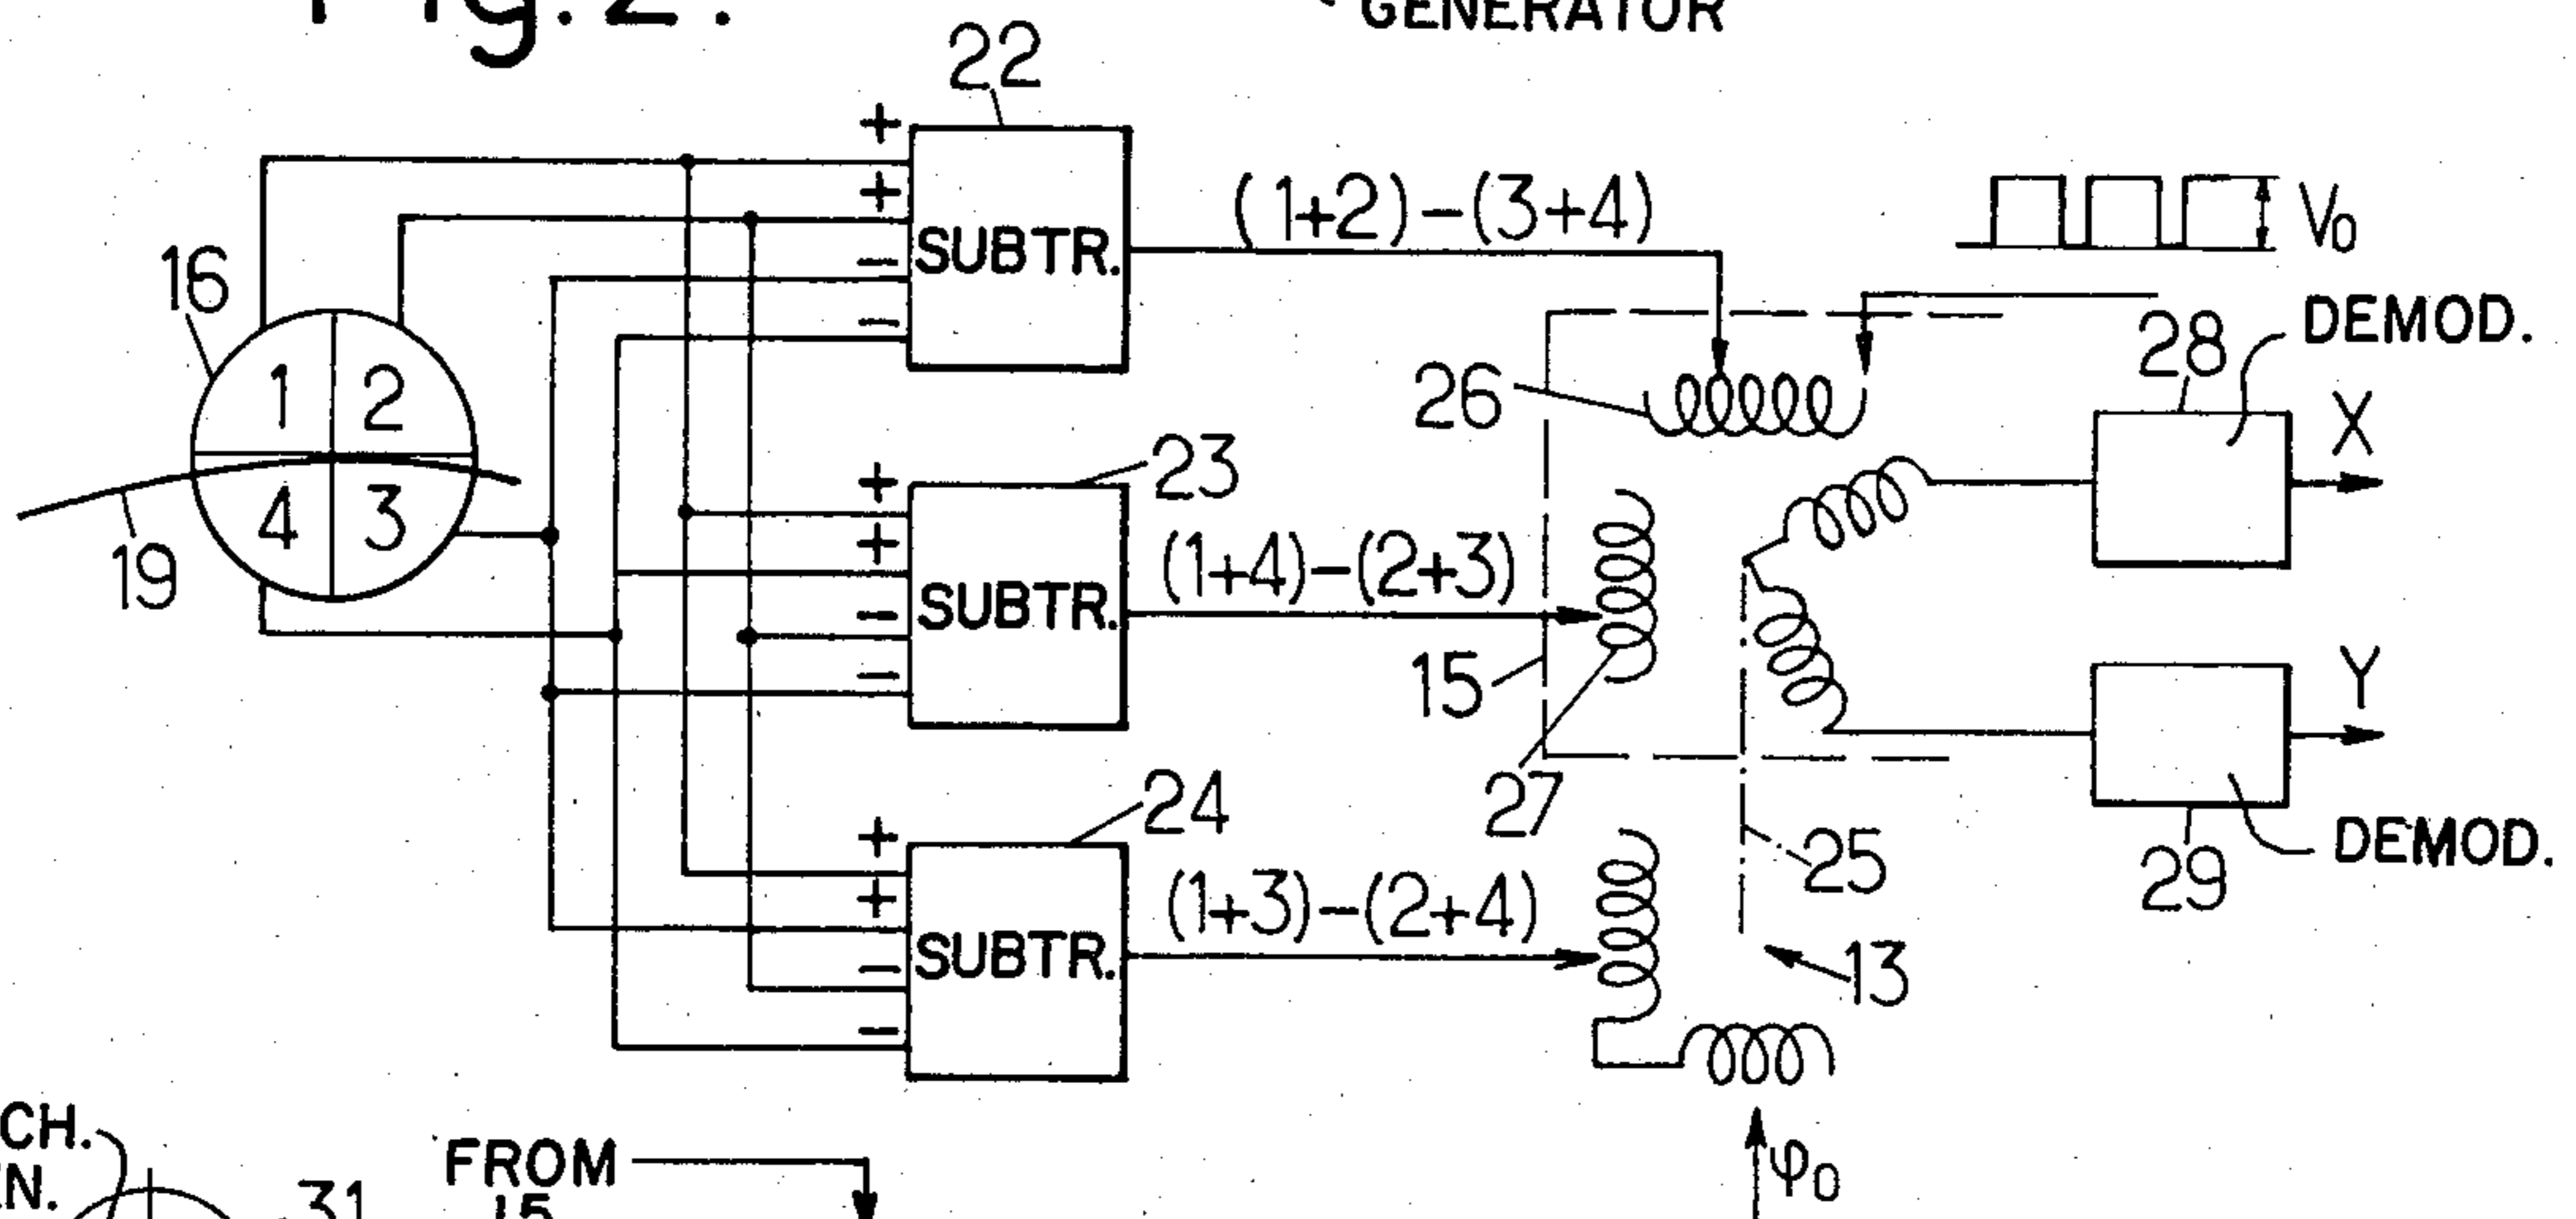 Fig. 2.
GENERATOR
22
+
+
−
−
SUBTR.
(1+2)−(3+4)
V0
16
1 2
4 3
19
26
28
DEMOD.
X
23
+
+
−
−
SUBTR.
(1+4)−(2+3)
15
27
Y
29
DEMOD.
24
+
+
−
−
SUBTR.
(1+3)−(2+4)
25
13
φ0
CH.
N.
31
FROM
15